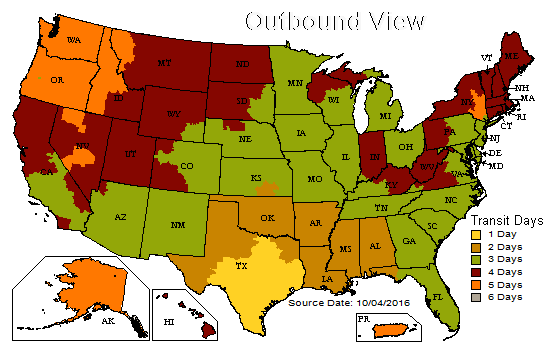 Outbound View
WA
MT
ND
MN
VT
ME
OR
ID
SD
WI
MI
NY
NH
MA
RI
CT
WY
NE
IA
PA
NJ
NV
UT
CO
IL
IN
OH
DE
MD
CA
KS
MO
KY
WV
VA
AZ
NM
OK
AR
TN
NC
SC
MS
AL
GA
TX
LA
FL
AK
HI
PR
Transit Days
1 Day
2 Days
3 Days
4 Days
5 Days
6 Days
Source Date: 10/04/2016